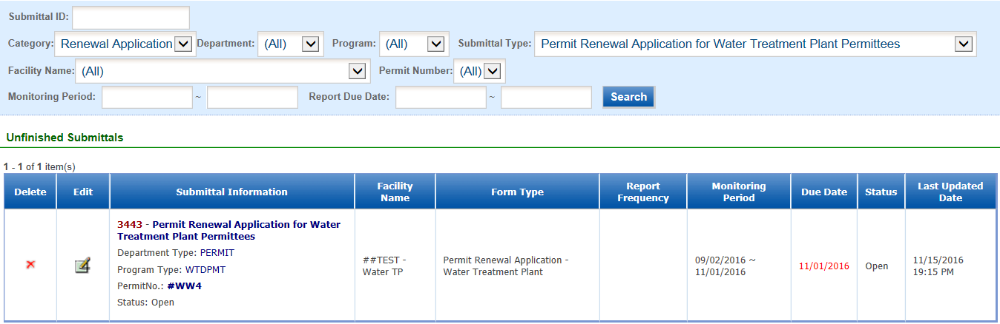 Submittal ID:
Category: Renewal Application Department: (All) Program: (All) Submittal Type: Permit Renewal Application for Water Treatment Plant Permittees
Facility Name: (All) Permit Number: (All)
Monitoring Period: ~ Report Due Date: ~ Search
Unfinished Submittals
1 - 1 of 1 item(s)
Delete Edit Submittal Information Facility Name Form Type Report Frequency Monitoring Period Due Date Status Last Updated Date
3443 - Permit Renewal Application for Water
Treatment Plant Permittees
Department Type: PERMIT
Program Type: WTDPMT
PermitNo.: #WW4
Status: Open
##TEST -
Water TP
Permit Renewal Application -
Water Treatment Plant
09/02/2016 ~
11/01/2016
11/01/2016
Open
11/15/2016
19:15 PM